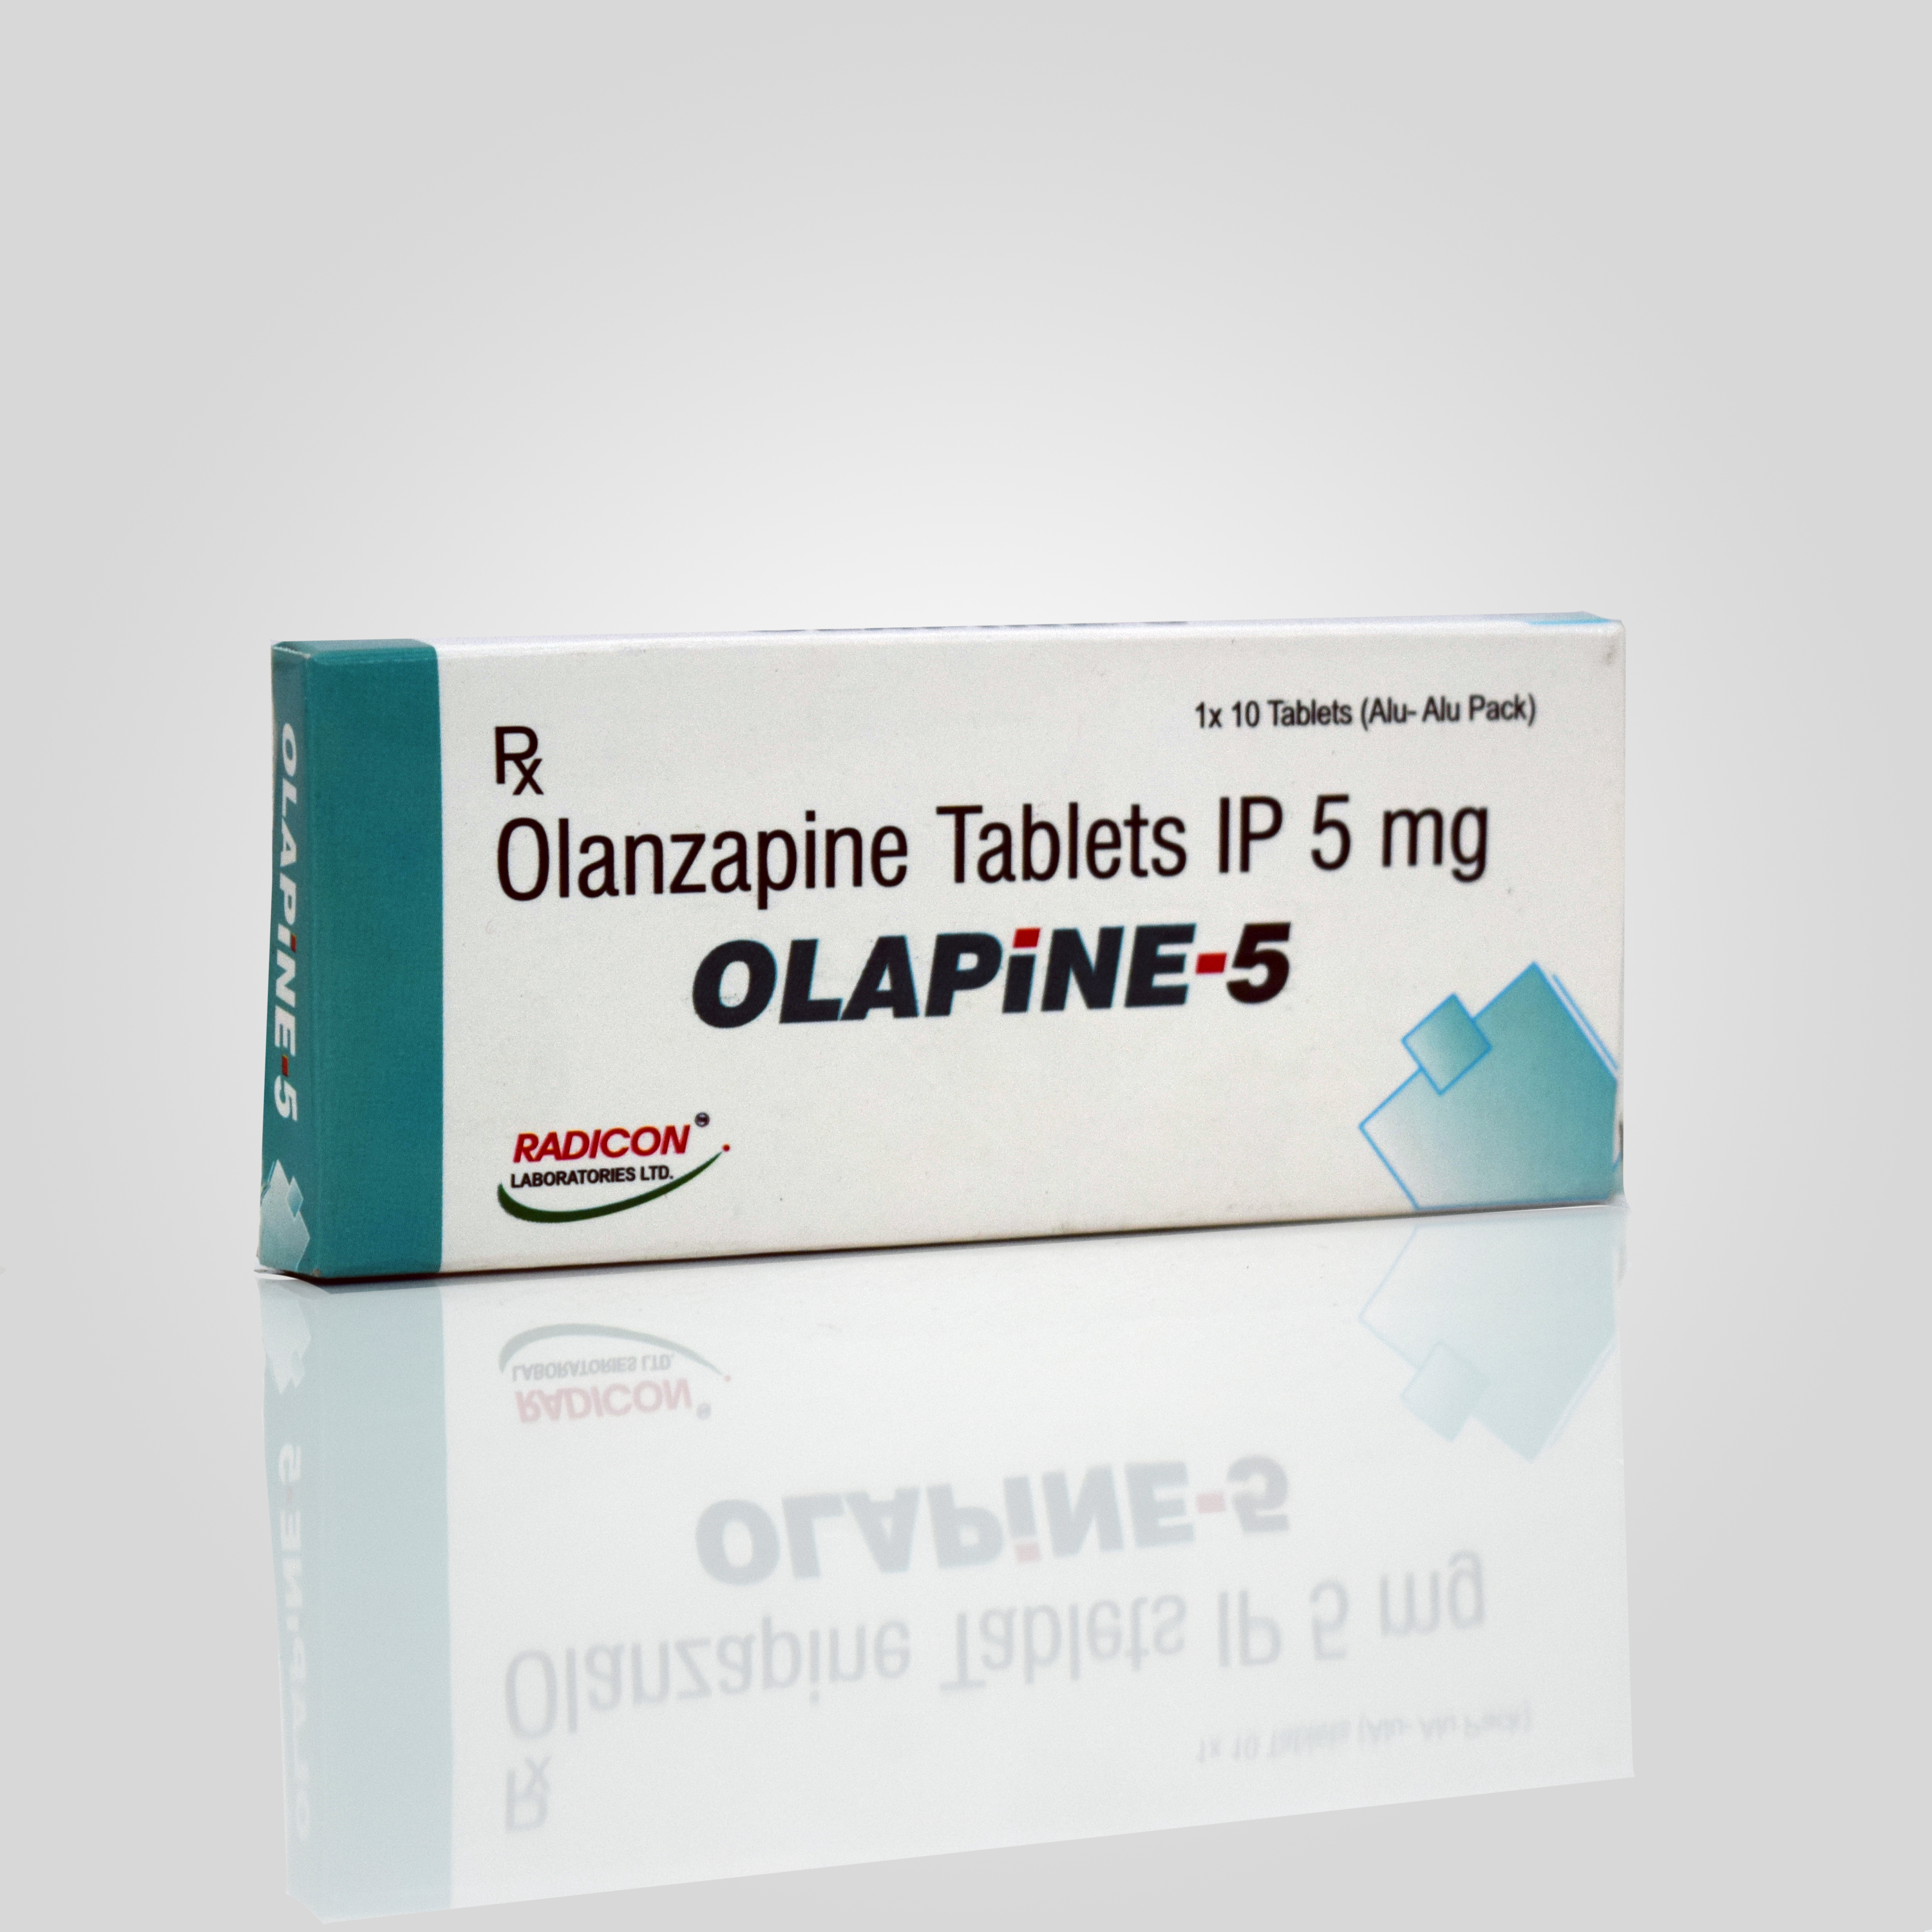 1x 10 Tablets (Alu- Alu Pack)
Rx
Olanzapine Tablets IP 5 mg
OLAPiNE-5
RADICON
LABORATORIES LTD.
OLAPiNE-5